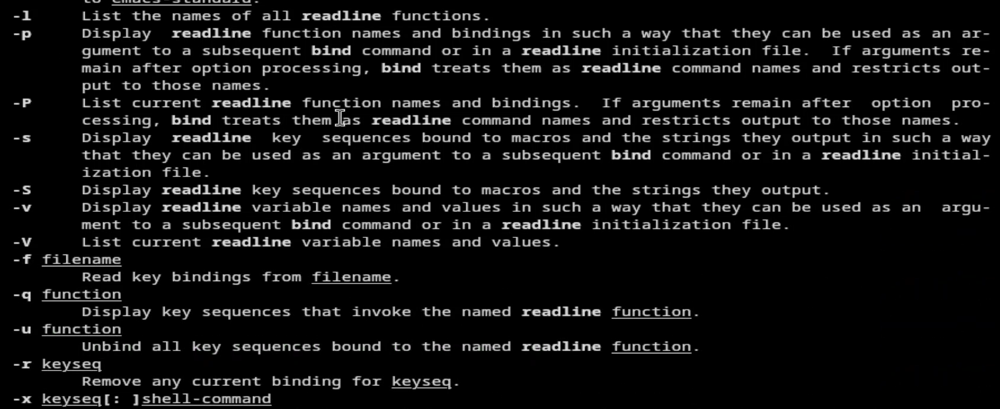 to emacs-standard.
-l List the names of all readline functions.
-p Display readline function names and bindings in such a way that they can be used as an ar-
gument to a subsequent bind command or in a readline initialization file. If arguments re-
main after option processing, bind treats them as readline command names and restricts out-
put to those names.
-P List current readline function names and bindings. If arguments remain after option pro-
cessing, bind treats them as readline command names and restricts output to those names.
-s Display readline key sequences bound to macros and the strings they output in such a way
that they can be used as an argument to a subsequent bind command or in a readline initial-
ization file.
-S Display readline key sequences bound to macros and the strings they output.
-v Display readline variable names and values in such a way that they can be used as an argu-
ment to a subsequent bind command or in a readline initialization file.
-V List current readline variable names and values.
-f filename
Read key bindings from filename.
-q function
Display key sequences that invoke the named readline function.
-u function
Unbind all key sequences bound to the named readline function.
-r keyseq
Remove any current binding for keyseq.
-x keyseq[: ]shell-command